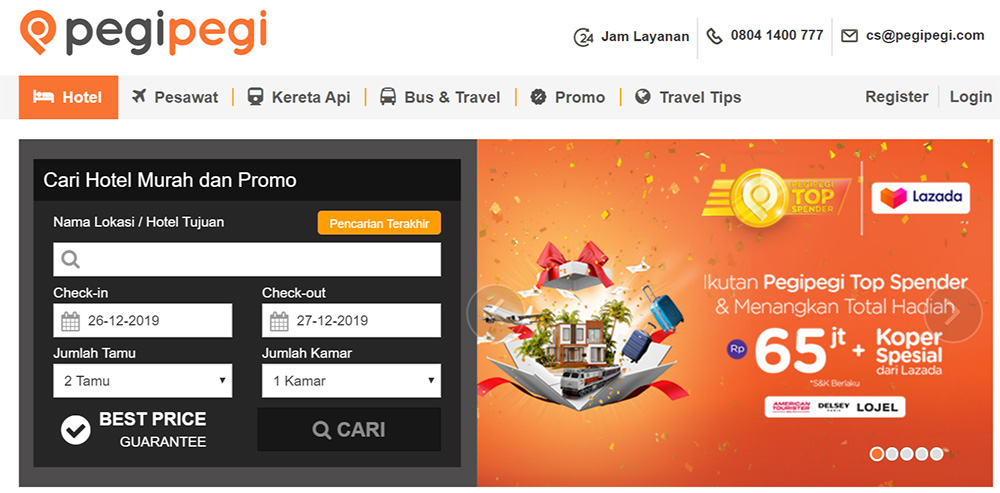 pegipegi
24 Jam Layanan
0804 1400 777
cs@pegipegi.com
Hotel
Pesawat
Kereta Api
Bus & Travel
Promo
Travel Tips
Register
Login
Cari Hotel Murah dan Promo
Nama Lokasi / Hotel Tujuan
Pencarian Terakhir
Check-in
Check-out
26-12-2019
27-12-2019
Jumlah Tamu
Jumlah Kamar
2 Tamu
1 Kamar
BEST PRICE
GUARANTEE
CARI
PEGIPEGI
TOP
SPENDER
Lazada
Ikutan Pegipegi Top Spender
& Menangkan Total Hadiah
Rp 65 jt + Koper
Spesial
dari Lazada
*S&K Berlaku
AMERICAN
TOURISTER
DELSEY
PARIS
LOJEL